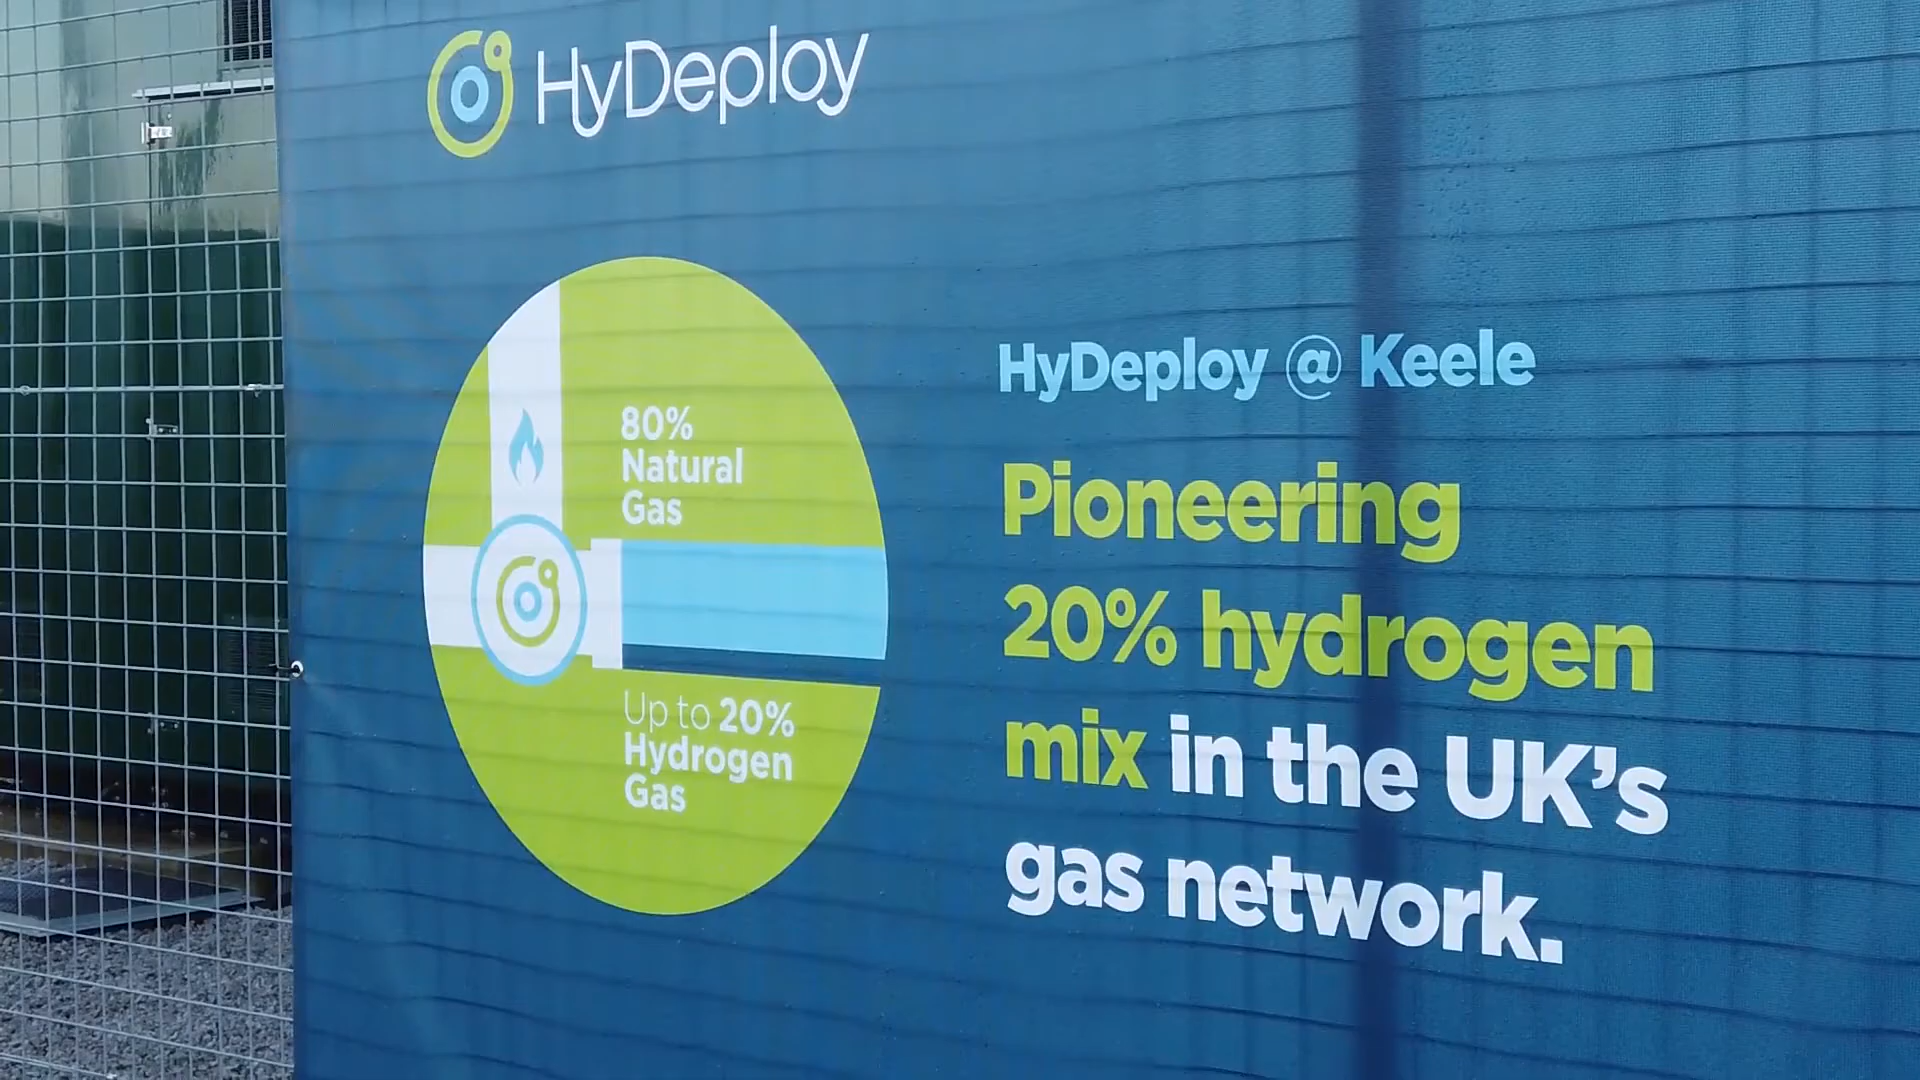 HyDeploy
80%
Natural
Gas
Up to 20%
Hydrogen
Gas
HyDeploy @ Keele
Pioneering
20% hydrogen
mix in the UK's
gas network.